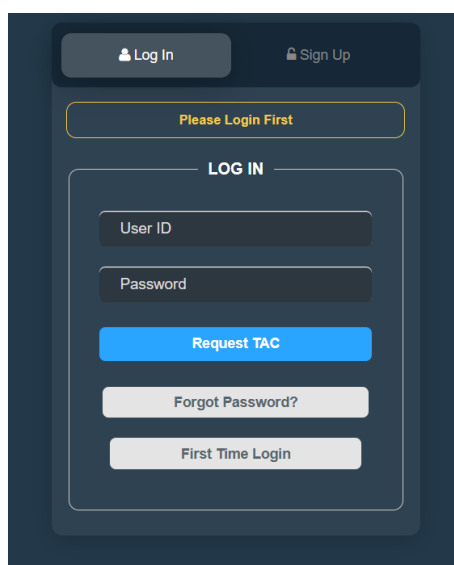 Log In
Sign Up
Please Login First
LOG IN
User ID
Password
Request TAC
Forgot Password?
First Time Login